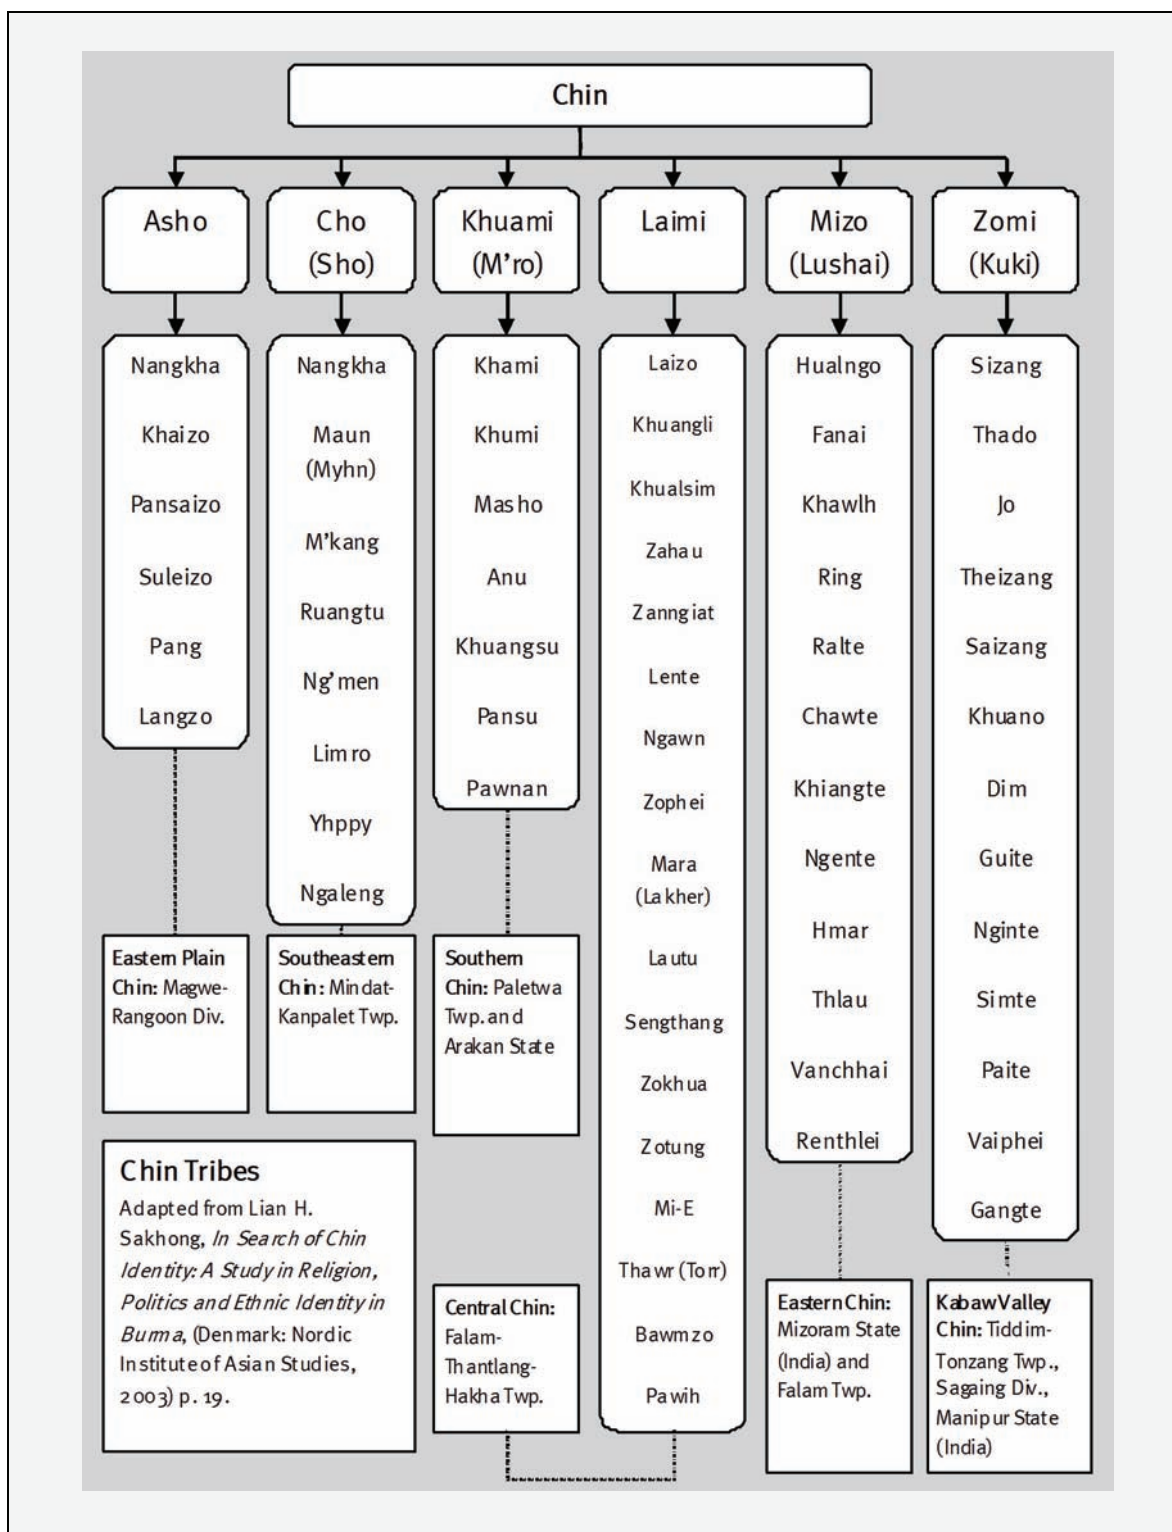 Chin
Asho
Cho
(Sho)
Khuami
(M'ro)
Laimi
Mizo
(Lushai)
Zomi
(Kuki)
Nangkha
Khaizo
Pansaizo
Suleizo
Pang
Langzo
Nangkha
Maun
(Myhn)
M'kang
Ruangtu
Ng'men
Limro
Yhppy
Ngaleng
Khami
Khumi
Masho
Anu
Khuangsu
Pansu
Pawnan
Laizo
Khuangli
Khualsim
Zahau
Zanngiat
Lente
Ngawn
Zophei
Mara
(Lakher)
Lautu
Sengthang
Zokhua
Zotung
Mi-E
Thawr (Torr)
Bawmzo
Pawih
Hualngo
Fanai
Khawlh
Ring
Ralte
Chawte
Khiangte
Ngente
Hmar
Thlau
Vanchhai
Renthlei
Sizang
Thado
Jo
Theizang
Saizang
Khuano
Dim
Guite
Nginte
Simte
Paite
Vaiphei
Gangte
Eastern Plain
Chin: Magwe-
Rangoon Div.
Southeastern
Chin: Mindat-
Kanpalet Twp.
Southern
Chin: Paletwa
Twp. and
Arakan State
Central Chin:
Falam-
Thantlang-
Hakha Twp.
Eastern Chin:
Mizoram State
(India) and
Falam Twp.
Kabaw Valley
Chin: Tiddim-
Tonzang Twp.,
Sagaing Div.,
Manipur State
(India)
Chin Tribes
Adapted from Lian H.
Sakhong, In Search of Chin
Identity: A Study in Religion,
Politics and Ethnic Identity in
Burma, (Denmark: Nordic
Institute of Asian Studies,
2003) p. 19.